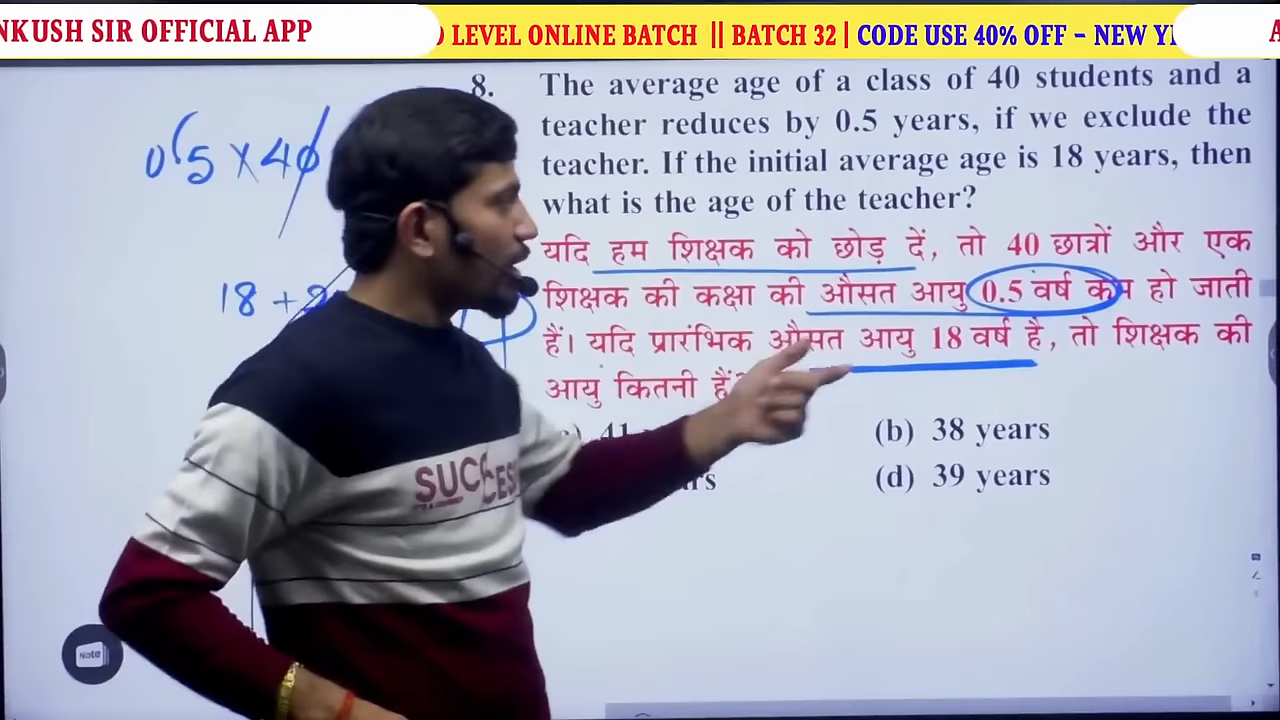 NKUSH SIR OFFICIAL APP
LEVEL ONLINE BATCH || BATCH 32 | CODE USE 40% OFF - NEW
8. The average age of a class of 40 students and a
teacher reduces by 0.5 years, if we exclude the
teacher. If the initial average age is 18 years, then
what is the age of the teacher?
यदि हम शिक्षक को छोड़ दें, तो 40 छात्रों और एक
शिक्षक की कक्षा की औसत आयु 0.5 वर्ष कम हो जाती
हैं। यदि प्रारंभिक औसत आयु 18 वर्ष है, तो शिक्षक की
आयु कितनी हैं
41
(b) 38 years
(d) 39 years
0.5 × 40
18 +
SUCCESS
Note